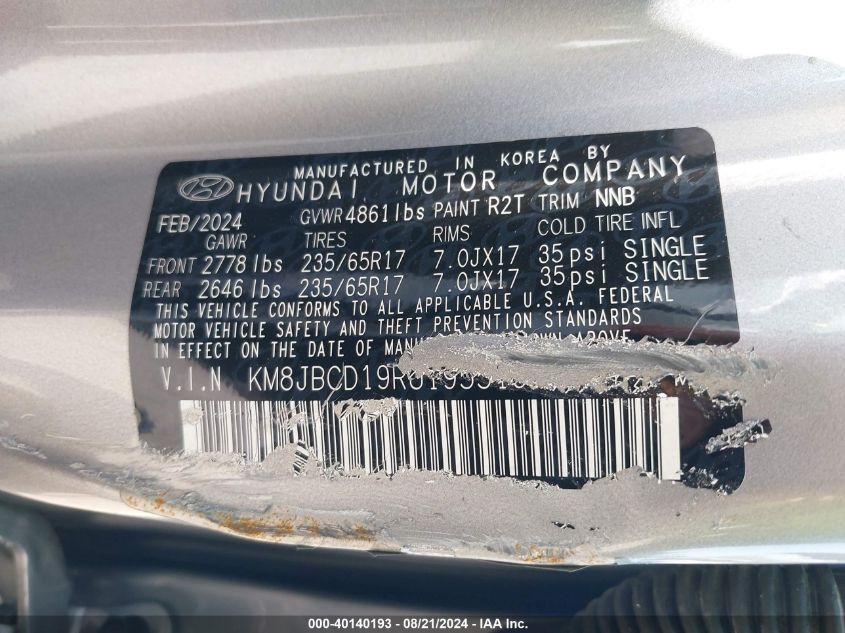 MANUFACTURED IN KOREA BY
HYUNDAI MOTOR COMPANY
FEB/2024 GVWR 4861 lbs PAINT R2T TRIM NNB
GAWR TIRES RIMS COLD TIRE INFL
FRONT 2778 lbs 235/65R17 7.0JX17 35psi SINGLE
REAR 2646 lbs 235/65R17 7.0JX17 35psi SINGLE
THIS VEHICLE CONFORMS TO ALL APPLICABLE U.S.A. FEDERAL
MOTOR VEHICLE SAFETY AND THEFT PREVENTION STANDARDS
IN EFFECT ON THE DATE OF ABOVE.
V.I.N
000-40140193 - 08/21/2024 - IAA Inc.